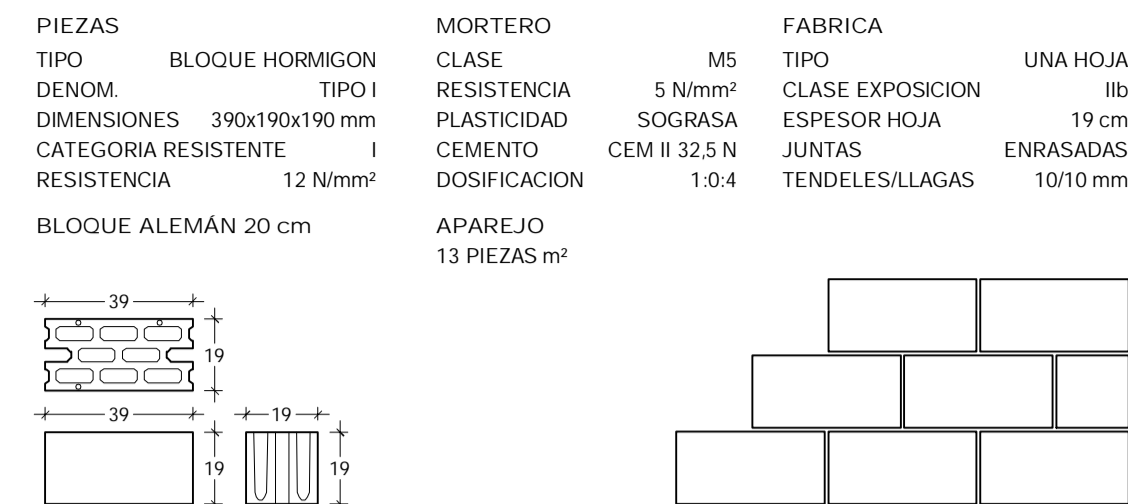 PIEZAS
TIPO BLOQUE HORMIGON
DENOM. TIPO I
DIMENSIONES 390x190x190 mm
CATEGORIA RESISTENTE I
RESISTENCIA 12 N/mm²
BLOQUE ALEMÁN 20 cm
MORTERO
CLASE M5
RESISTENCIA 5 N/mm²
PLASTICIDAD SOGRASA
CEMENTO CEM II 32,5 N
DOSIFICACION 1:0:4
APAREJO
13 PIEZAS m²
FABRICA
TIPO UNA HOJA
CLASE EXPOSICION IIb
ESPESOR HOJA 19 cm
JUNTAS ENRASADAS
TENDELES/LLAGAS 10/10 mm
39
19
39
19
19
19